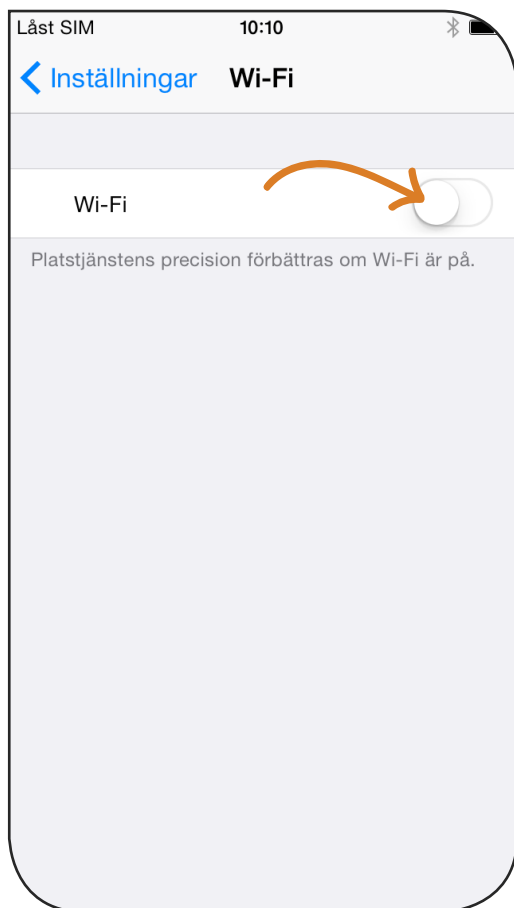 Låst SIM 10:10
Inställningar Wi-Fi
Wi-Fi
Platstjänstens precision förbättras om Wi-Fi är på.